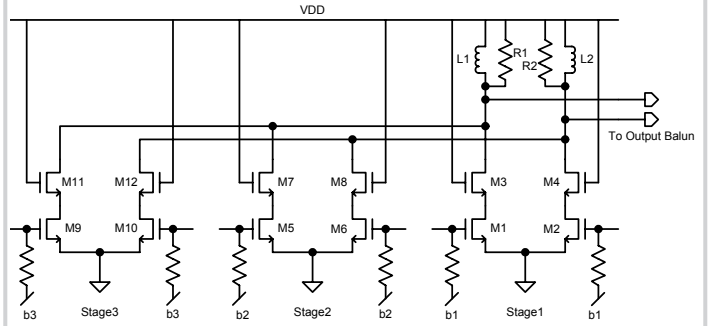 VDD
L1
R1
R2
L2
To Output Balun
M11
M12
M7
M8
M3
M4
M9
M10
M5
M6
M1
M2
b3
Stage3
b3
b2
Stage2
b2
b1
Stage1
b1